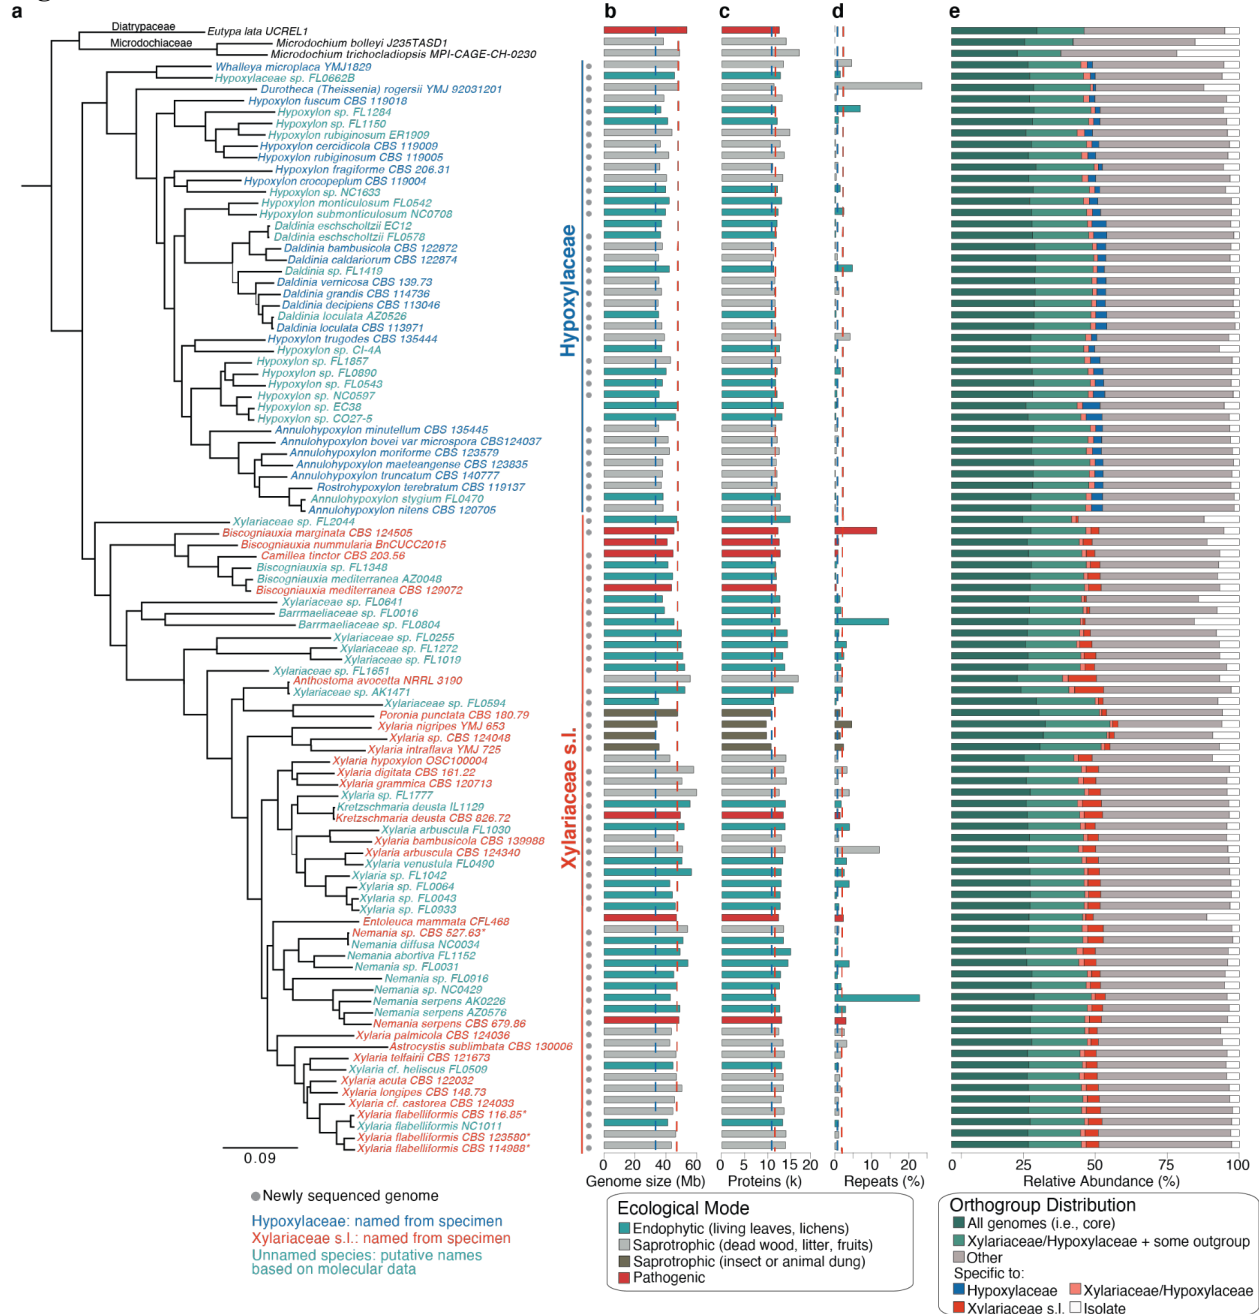 a
b
c
d
e
Diatrypaceae
Eutypa lata UCREL1
Microdochiaceae
Microdochium bolleyi J235TASD1
Microdochium trichocladiopsis MPI-CAGE-CH-0230
Whalleya microplaca YMJ1829
Hypoxylaceae sp. FL0662B
Durotheca (Theissenia) rogersii YMJ 92031201
Hypoxylon fuscum CBS 119018
Hypoxylon sp. FL1284
Hypoxylon sp. FL1150
Hypoxylon rubiginosum ER1909
Hypoxylon cercidicola CBS 119009
Hypoxylon rubiginosum CBS 119005
Hypoxylon fragiforme CBS 206.31
Hypoxylon crocopeplum CBS 119004
Hypoxylon sp. NC1633
Hypoxylon monticulosum FL0542
Hypoxylon submonticulosum NC0708
Daldinia eschscholtzii EC12
Daldinia eschscholtzii FL0578
Daldinia bambusicola CBS 122872
Daldinia caldariorum CBS 122874
Daldinia sp. FL1419
Daldinia vernicosa CBS 139.73
Daldinia grandis CBS 114736
Daldinia decipiens CBS 113046
Daldinia loculata AZ0526
Daldinia loculata CBS 113971
Hypoxylon trugodes CBS 135444
Hypoxylon sp. CI-4A
Hypoxylon sp. FL1857
Hypoxylon sp. FL0890
Hypoxylon sp. FL0543
Hypoxylon sp. NC0597
Hypoxylon sp. EC38
Hypoxylon sp. CO27-5
Annulohypoxylon minutellum CBS 135445
Annulohypoxylon bovei var microspora CBS124037
Annulohypoxylon moriforme CBS 123579
Annulohypoxylon maeteangense CBS 123835
Annulohypoxylon truncatum CBS 140777
Rostrohypoxylon terebratum CBS 119137
Annulohypoxylon stygium FL0470
Annulohypoxylon nitens CBS 120705
Hypoxylaceae
Xylariaceae sp. FL2044
Biscogniauxia marginata CBS 124505
Biscogniauxia nummularia BnCUCC2015
Camillea tinctor CBS 203.56
Biscogniauxia sp. FL1348
Biscogniauxia mediterranea AZ0048
Biscogniauxia mediterranea CBS 129072
Xylariaceae sp. FL0641
Barrmaeliaceae sp. FL0016
Barrmaeliaceae sp. FL0804
Xylariaceae sp. FL0255
Xylariaceae sp. FL1272
Xylariaceae sp. FL1019
Xylariaceae sp. FL1651
Anthostoma avocetta NRRL 3190
Xylariaceae sp. AK1471
Xylariaceae sp. FL0594
Poronia punctata CBS 180.79
Xylaria nigripes YMJ 653
Xylaria sp. CBS 124048
Xylaria intraflava YMJ 725
Xylaria hypoxylon OSC100004
Xylaria digitata CBS 161.22
Xylaria grammica CBS 120713
Xylaria sp. FL1777
Kretzschmaria deusta IL1129
Kretzschmaria deusta CBS 826.72
Xylaria arbuscula FL1030
Xylaria bambusicola CBS 139988
Xylaria arbuscula CBS 124340
Xylaria venustula FL0490
Xylaria sp. FL1042
Xylaria sp. FL0064
Xylaria sp. FL0043
Xylaria sp. FL0933
Entoleuca mammata CFL468
Nemania sp. CBS 527.63*
Nemania diffusa NC0034
Nemania abortiva FL1152
Nemania sp. FL0031
Nemania sp. FL0916
Nemania sp. NC0429
Nemania serpens AK0226
Nemania serpens AZ0576
Nemania serpens CBS 679.86
Xylaria palmicola CBS 124036
Astrocystis sublimbata CBS 130006
Xylaria telfairii CBS 121673
Xylaria cf. heliscus FL0509
Xylaria acuta CBS 122032
Xylaria longipes CBS 148.73
Xylaria cf. castorea CBS 124033
Xylaria flabelliformis CBS 116.85*
Xylaria flabelliformis NC1011
Xylaria flabelliformis CBS 123580*
Xylaria flabelliformis CBS 114988*
Xylariaceae s.l.
0.09
0 20 40 60
Genome size (Mb)
0 5 10 15 20
Proteins (k)
0 10 20
Repeats (%)
0 25 50 75 100
Relative Abundance (%)
Newly sequenced genome
Hypoxylaceae: named from specimen
Xylariaceae s.l.: named from specimen
Unnamed species: putative names
based on molecular data
Ecological Mode
Endophytic (living leaves, lichens)
Saprotrophic (dead wood, litter, fruits)
Saprotrophic (insect or animal dung)
Pathogenic
Orthogroup Distribution
All genomes (i.e., core)
Xylariaceae/Hypoxylaceae + some outgroup
Other
Specific to:
Hypoxylaceae
Xylariaceae/Hypoxylaceae
Xylariaceae s.l.
Isolate